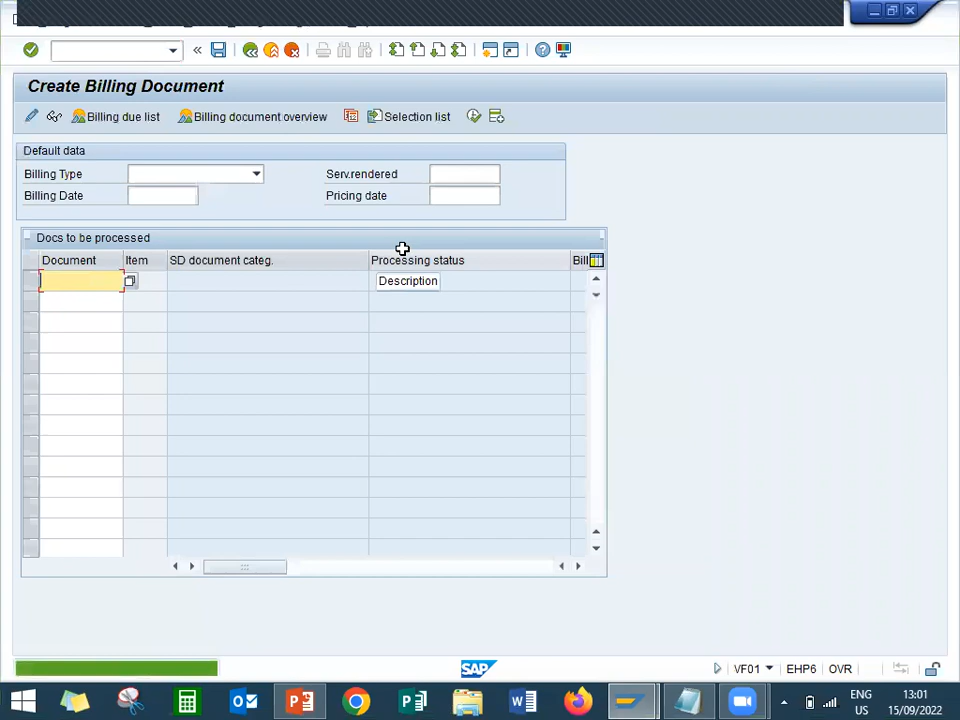 Create Billing Document
Billing due list Billing document overview Selection list
Default data
Billing Type Serv.rendered
Billing Date Pricing date
Docs to be processed
Document Item SD document categ. Processing status Bill
Description
SAP VF01 EHP6 OVR
ENG 13:01
US 15/09/2022